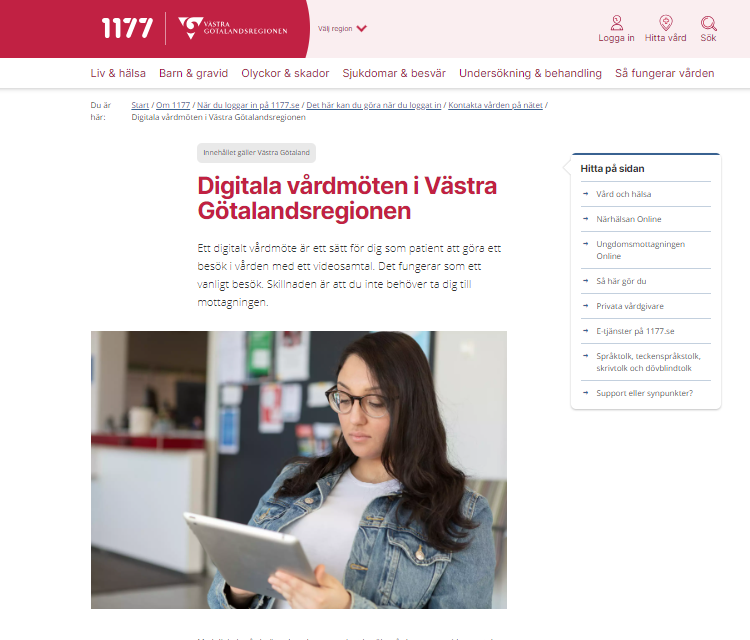 1177
VÄSTRA
GÖTALANDSREGIONEN
Välj region
Logga in
Hitta vård
Sök
Liv & hälsa
Barn & gravid
Olyckor & skador
Sjukdomar & besvär
Undersökning & behandling
Så fungerar vården
Du är
här:
Start / Om 1177 / När du loggar in på 1177.se / Det här kan du göra när du loggat in / Kontakta vården på nätet /
Digitala vårdmöten i Västra Götalandsregionen
Innehållet gäller Västra Götaland
Digitala vårdmöten i Västra
Götalandsregionen
Ett digitalt vårdmöte är ett sätt för dig som patient att göra ett
besök i vården med ett videosamtal. Det fungerar som ett
vanligt besök. Skillnaden är att du inte behöver ta dig till
mottagningen.
Hitta på sidan
Vård och hälsa
Närhälsan Online
Ungdomsmottagningen
Online
Så här gör du
Privata vårdgivare
E-tjänster på 1177.se
Språktolk, teckenspråkstolk,
skrivtolk och dövblindtolk
Support eller synpunkter?